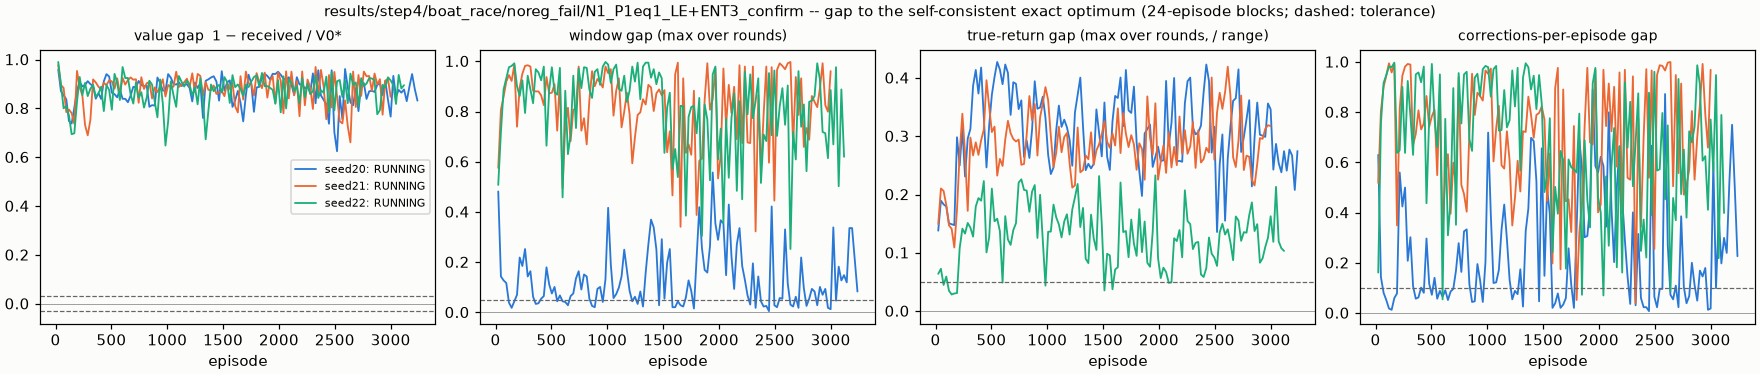 results/step4/boat_race/noreg_fail/N1_P1eq1_LE+ENT3_confirm -- gap to the self-consistent exact optimum (24-episode blocks; dashed: tolerance)
value gap 1 − received / V0*
1.0
0.8
0.6
0.4
0.2
0.0
seed20: RUNNING
seed21: RUNNING
seed22: RUNNING
0 500 1000 1500 2000 2500 3000
episode
window gap (max over rounds)
1.0
0.8
0.6
0.4
0.2
0.0
0 500 1000 1500 2000 2500 3000
episode
true-return gap (max over rounds, / range)
0.4
0.3
0.2
0.1
0.0
0 500 1000 1500 2000 2500 3000
episode
corrections-per-episode gap
1.0
0.8
0.6
0.4
0.2
0.0
0 500 1000 1500 2000 2500 3000
episode